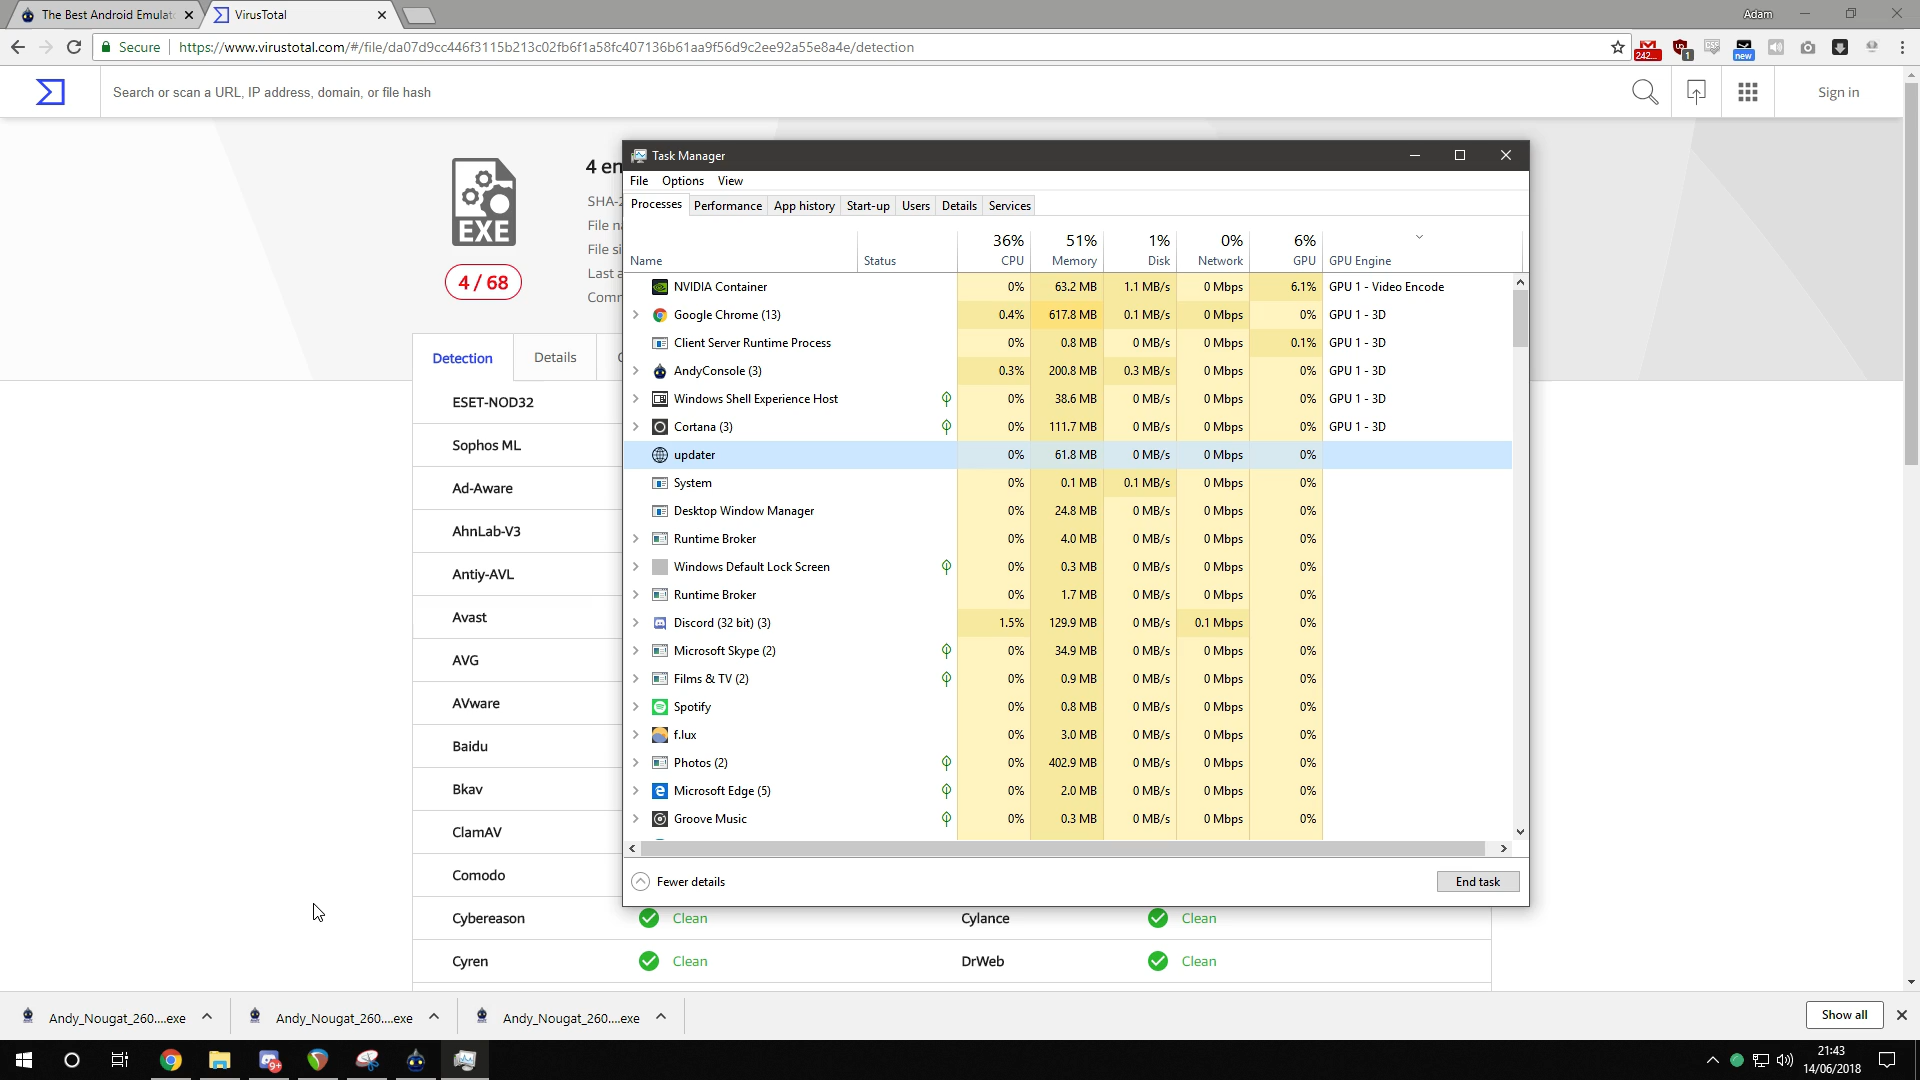 The Best Android Emulat
VirusTotal
Adam
Secure
https://www.virustotal.com/#/file/da07d9cc446f3115b213c02fb6f1a58fc407136b61aa9f56d9c2ee92a55e8a4e/detection
242...
1
new
Search or scan a URL, IP address, domain, or file hash
Sign in
EXE
4 / 68
4 en
SHA-2
File na
File si
Last a
Comm
Detection
Details
ESET-NOD32
Sophos ML
Ad-Aware
AhnLab-V3
Antiy-AVL
Avast
AVG
AVware
Baidu
Bkav
ClamAV
Comodo
Cybereason Clean Cylance Clean
Cyren Clean DrWeb Clean
Task Manager
File Options View
Processes Performance App history Start-up Users Details Services
36% 51% 1% 0% 6%
Name Status CPU Memory Disk Network GPU GPU Engine
NVIDIA Container 0% 63.2 MB 1.1 MB/s 0 Mbps 6.1% GPU 1 - Video Encode
Google Chrome (13) 0.4% 617.8 MB 0.1 MB/s 0 Mbps 0% GPU 1 - 3D
Client Server Runtime Process 0% 0.8 MB 0 MB/s 0 Mbps 0.1% GPU 1 - 3D
AndyConsole (3) 0.3% 200.8 MB 0.3 MB/s 0 Mbps 0% GPU 1 - 3D
Windows Shell Experience Host 0% 38.6 MB 0 MB/s 0 Mbps 0% GPU 1 - 3D
Cortana (3) 0% 111.7 MB 0 MB/s 0 Mbps 0% GPU 1 - 3D
updater 0% 61.8 MB 0 MB/s 0 Mbps 0%
System 0% 0.1 MB 0.1 MB/s 0 Mbps 0%
Desktop Window Manager 0% 24.8 MB 0 MB/s 0 Mbps 0%
Runtime Broker 0% 4.0 MB 0 MB/s 0 Mbps 0%
Windows Default Lock Screen 0% 0.3 MB 0 MB/s 0 Mbps 0%
Runtime Broker 0% 1.7 MB 0 MB/s 0 Mbps 0%
Discord (32 bit) (3) 1.5% 129.9 MB 0 MB/s 0.1 Mbps 0%
Microsoft Skype (2) 0% 34.9 MB 0 MB/s 0 Mbps 0%
Films & TV (2) 0% 0.9 MB 0 MB/s 0 Mbps 0%
Spotify 0% 0.8 MB 0 MB/s 0 Mbps 0%
f.lux 0% 3.0 MB 0 MB/s 0 Mbps 0%
Photos (2) 0% 402.9 MB 0 MB/s 0 Mbps 0%
Microsoft Edge (5) 0% 2.0 MB 0 MB/s 0 Mbps 0%
Groove Music 0% 0.3 MB 0 MB/s 0 Mbps 0%
Fewer details
End task
Andy_Nougat_260....exe
Andy_Nougat_260....exe
Andy_Nougat_260....exe
Show all
9+
21:43
14/06/2018